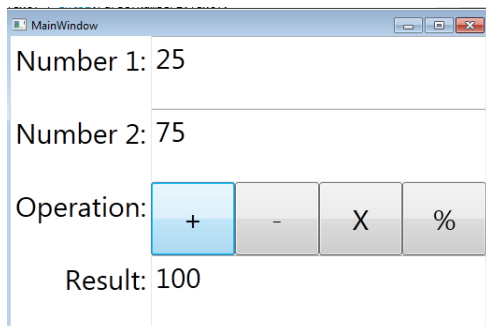 MainWindow
Number 1: 25
Number 2: 75
Operation: + - X %
Result: 100